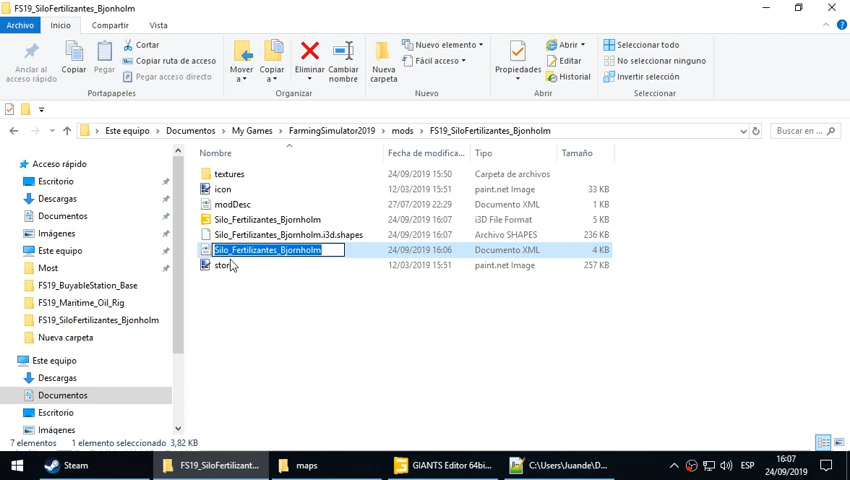 FS19_SiloFertilizantes_Bjonholm
Archivo Inicio Compartir Vista
Anclar al acceso rápido
Copiar
Pegar
Cortar
Copiar ruta de acceso
Pegar acceso directo
Portapapeles
Mover a
Copiar a
Eliminar
Cambiar nombre
Organizar
Nueva carpeta
Nuevo elemento
Fácil acceso
Nuevo
Propiedades
Abrir
Editar
Historial
Abrir
Seleccionar todo
No seleccionar ninguno
Invertir selección
Seleccionar
Este equipo > Documentos > My Games > FarmingSimulator2019 > mods > FS19_SiloFertilizantes_Bjonholm
Buscar en ...
Nombre Fecha de modifica... Tipo Tamaño
textures 24/09/2019 15:50 Carpeta de archivos
icon 12/03/2019 15:51 paint.net Image 33 KB
modDesc 27/07/2019 22:29 Documento XML 1 KB
Silo_Fertilizantes_Bjornholm 24/09/2019 16:07 i3D File Format 5 KB
Silo_Fertilizantes_Bjornholm.i3d.shapes 24/09/2019 16:07 Archivo SHAPES 236 KB
Silo_Fertilizantes_Bjornholm 24/09/2019 16:06 Documento XML 4 KB
stor 12/03/2019 15:51 paint.net Image 257 KB
Acceso rápido
Escritorio
Descargas
Documentos
Imágenes
Este equipo
Most
FS19_BuyableStation_Base
FS19_Maritime_Oil_Rig
FS19_SiloFertilizantes_Bjonholm
Nueva carpeta
Este equipo
Descargas
Documentos
Escritorio
Imágenes
7 elementos 1 elemento seleccionado 3,82 KB
Steam
FS19_SiloFertilizant...
maps
GIANTS Editor 64bi...
C:\Users\Juande\D...
ESP
16:07
24/09/2019